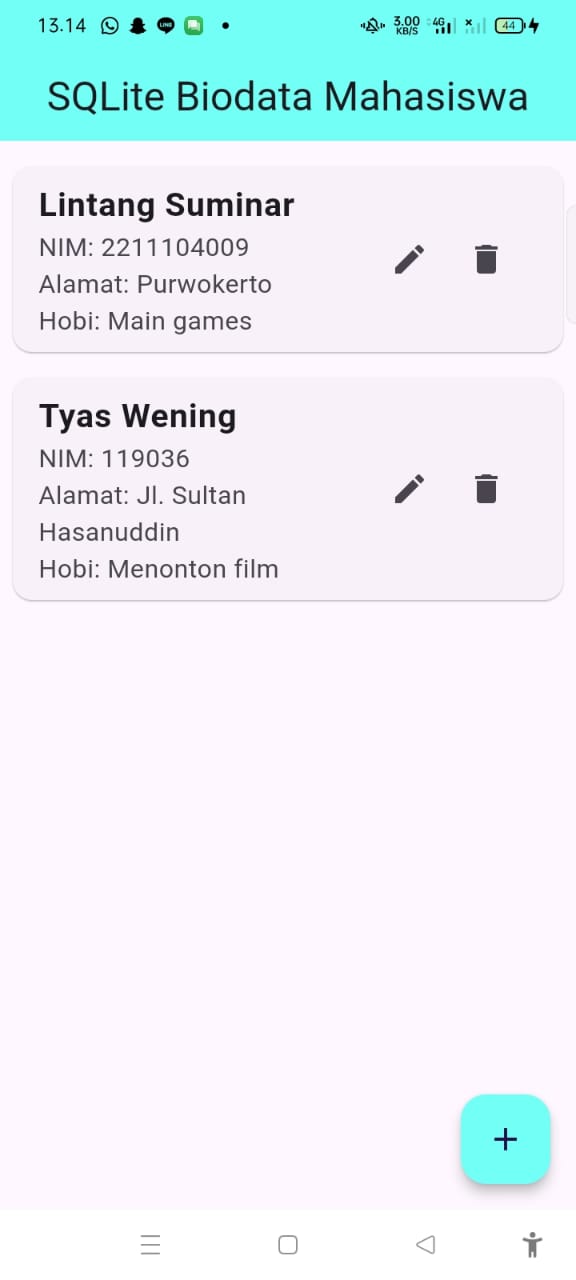 13.14 LINE 3.00 KB/S 4G 44
SQLite Biodata Mahasiswa
Lintang Suminar
NIM: 2211104009
Alamat: Purwokerto
Hobi: Main games
Tyas Wening
NIM: 119036
Alamat: Jl. Sultan
Hasanuddin
Hobi: Menonton film
+